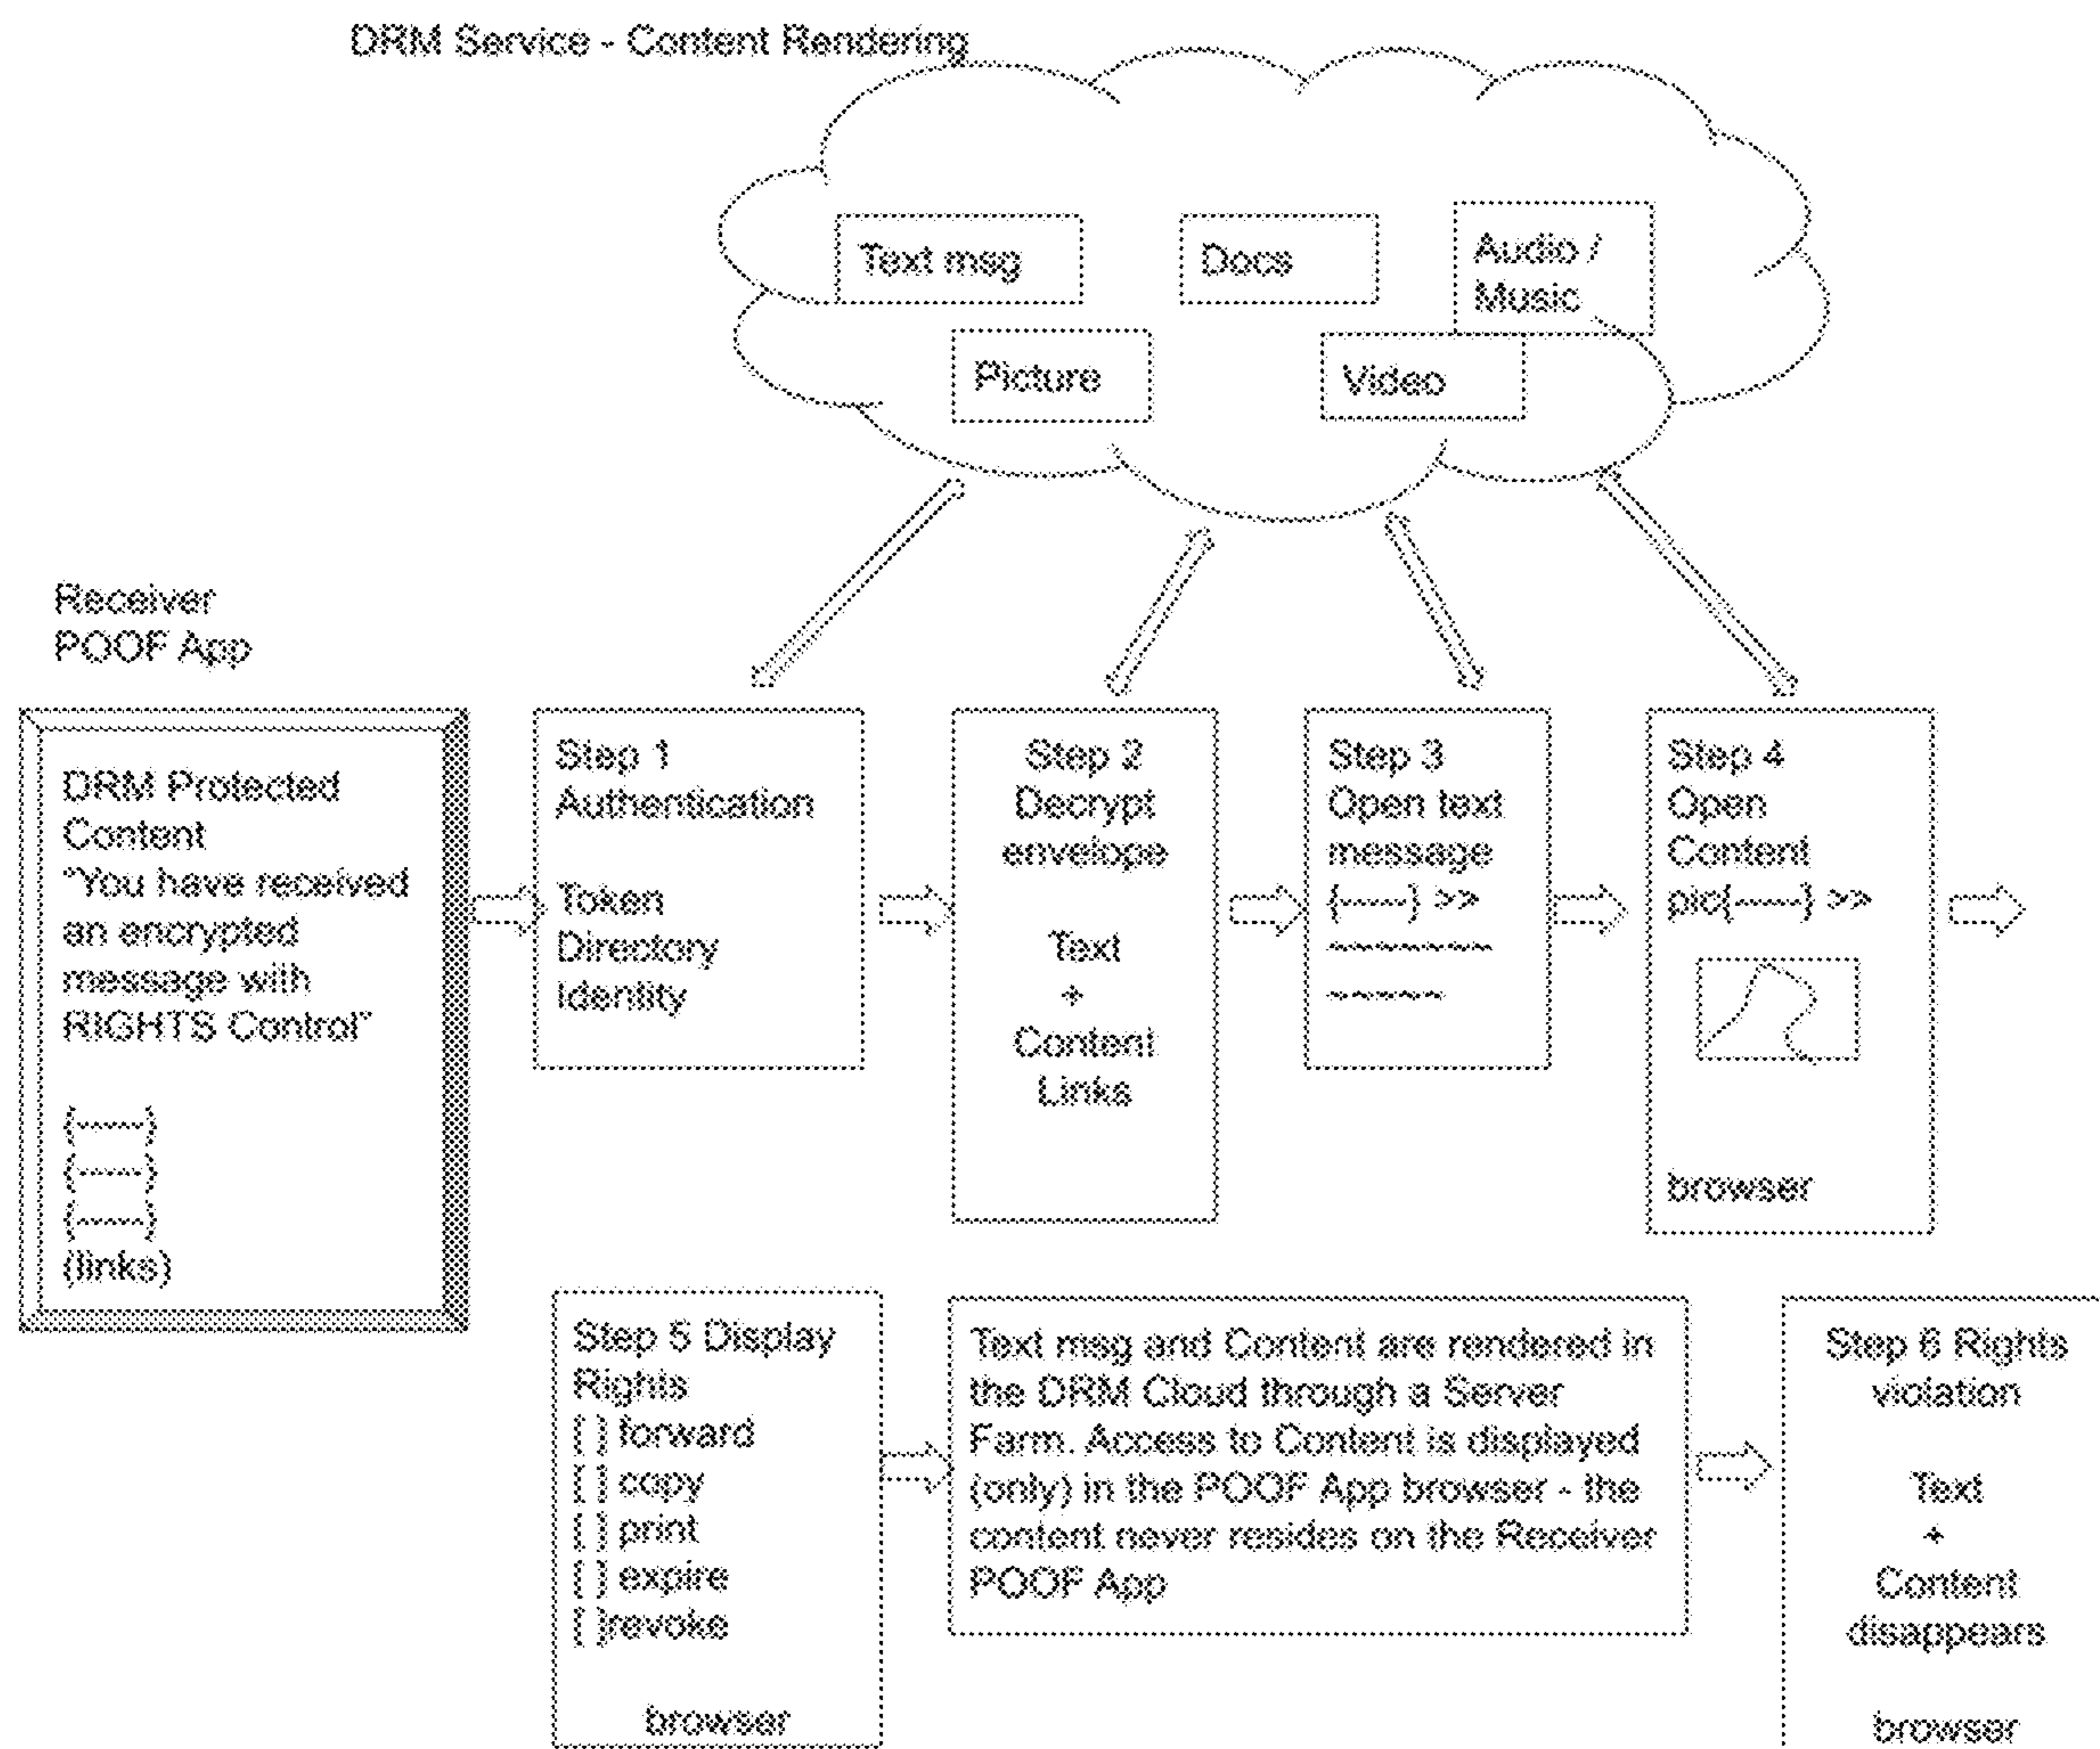 DRM Service - Content Rendering
Text msg
Docs
Audio /
Music
Picture
Video
Receiver
POOF App
DRM Protected
Content
"You have received
an encrypted
message with
RIGHTS Control"
{-----}
{-----}
{-----}
(links)
Step 1
Authentication
Token
Directory
Identity
Step 2
Decrypt
envelope
Text
+
Content
Links
Step 3
Open text
message
{-----} >>
Step 4
Open
Content
pic{-----} >>
browser
Step 5 Display
Rights
[ ] forward
[ ] copy
[ ] print
[ ] expire
[ ]revoke
browser
Text msg and Content are rendered in
the DRM Cloud through a Server
Farm. Access to Content is displayed
(only) in the POOF App browser - the
content never resides on the Receiver
POOF App
Step 6 Rights
violation
Text
+
Content
disappears
browser